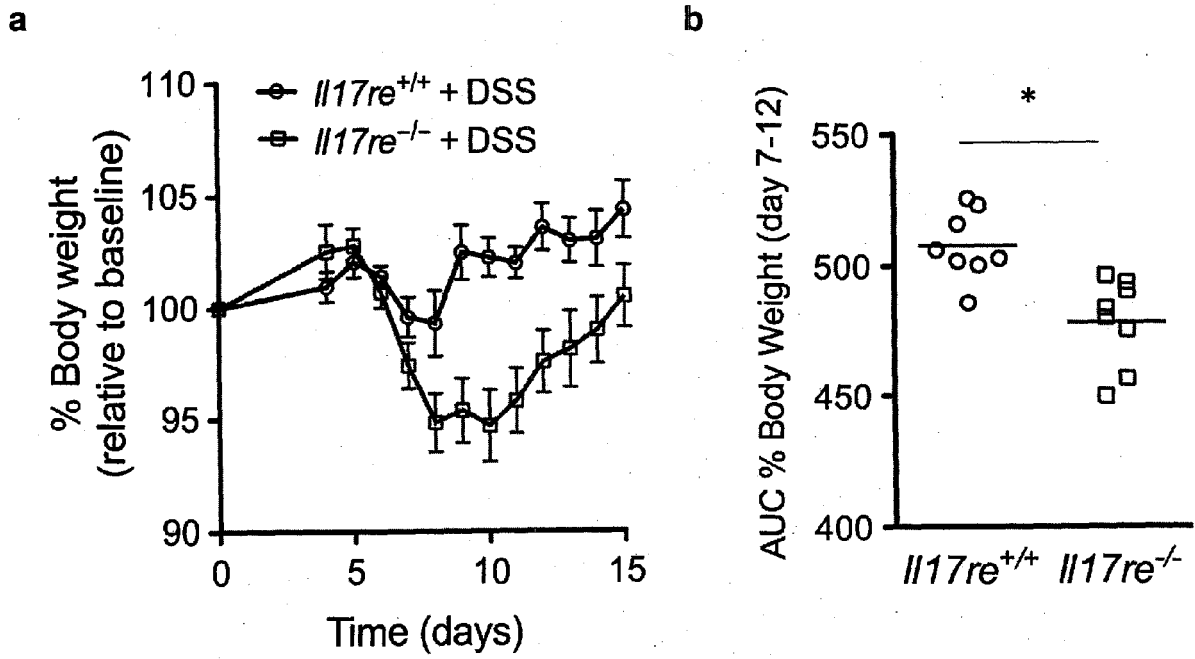 a
b
110
105
100
95
90
% Body weight
(relative to baseline)
Il17re+/+ + DSS
Il17re−/− + DSS
0
5
10
15
Time (days)
*
550
500
450
400
AUC % Body Weight (day 7-12)
Il17re+/+
Il17re-/-